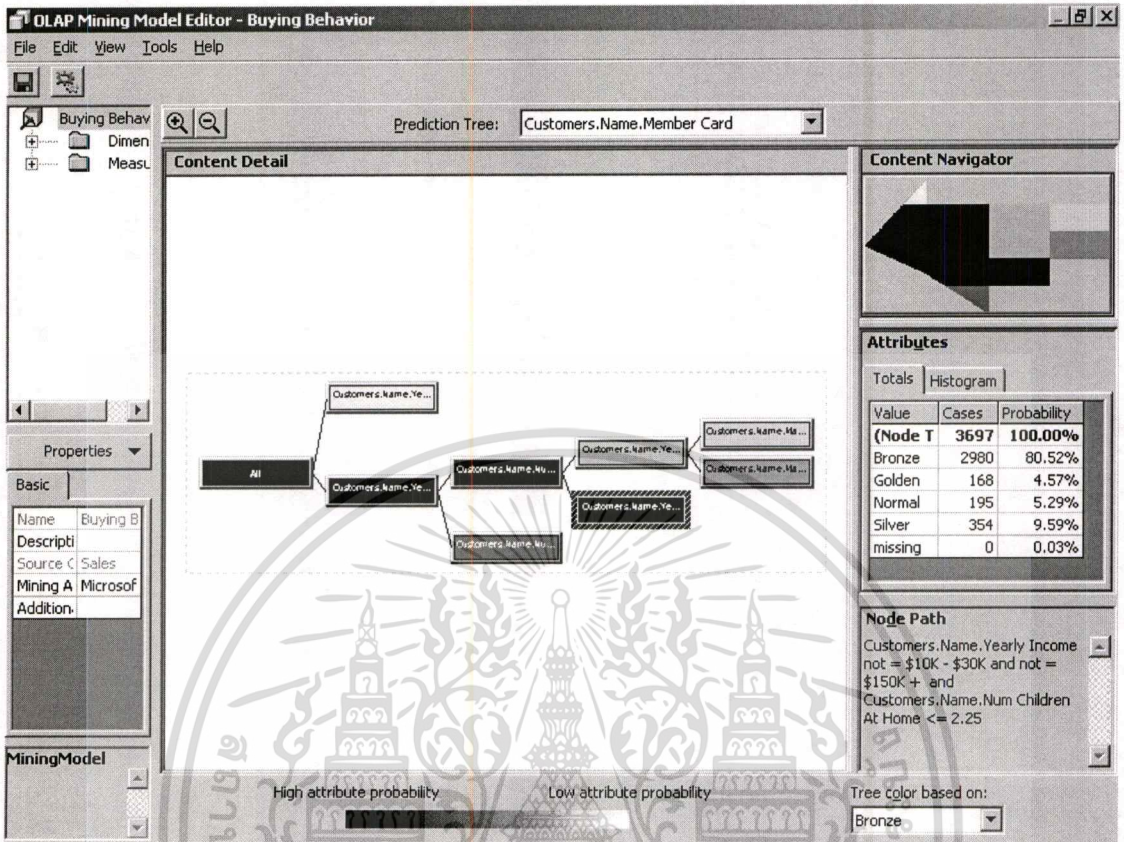 OLAP Mining Model Editor - Buying Behavior
File Edit View Tools Help
Prediction Tree: Customers.Name.Member Card
Buying Behav
Dimen
Measu
Content Detail
Customers.Name.Ye...
All
Customers.Name.Ye...
Customers.Name.Nu...
Customers.Name.Nu...
Customers.Name.Ye...
Customers.Name.Ye...
Customers.Name.Ma...
Customers.Name.Ma...
Properties
Basic
Name Buying B
Descripti
Source C Sales
Mining A Microsof
Addition
MiningModel
High attribute probability Low attribute probability
Content Navigator
Attributes
Totals Histogram
Value Cases Probability
(Node T 3697 100.00%
Bronze 2980 80.52%
Golden 168 4.57%
Normal 195 5.29%
Silver 354 9.59%
missing 0 0.03%
Node Path
Customers.Name.Yearly Income
not = $10K - $30K and not =
$150K + and
Customers.Name.Num Children
At Home <= 2.25
Tree color based on:
Bronze